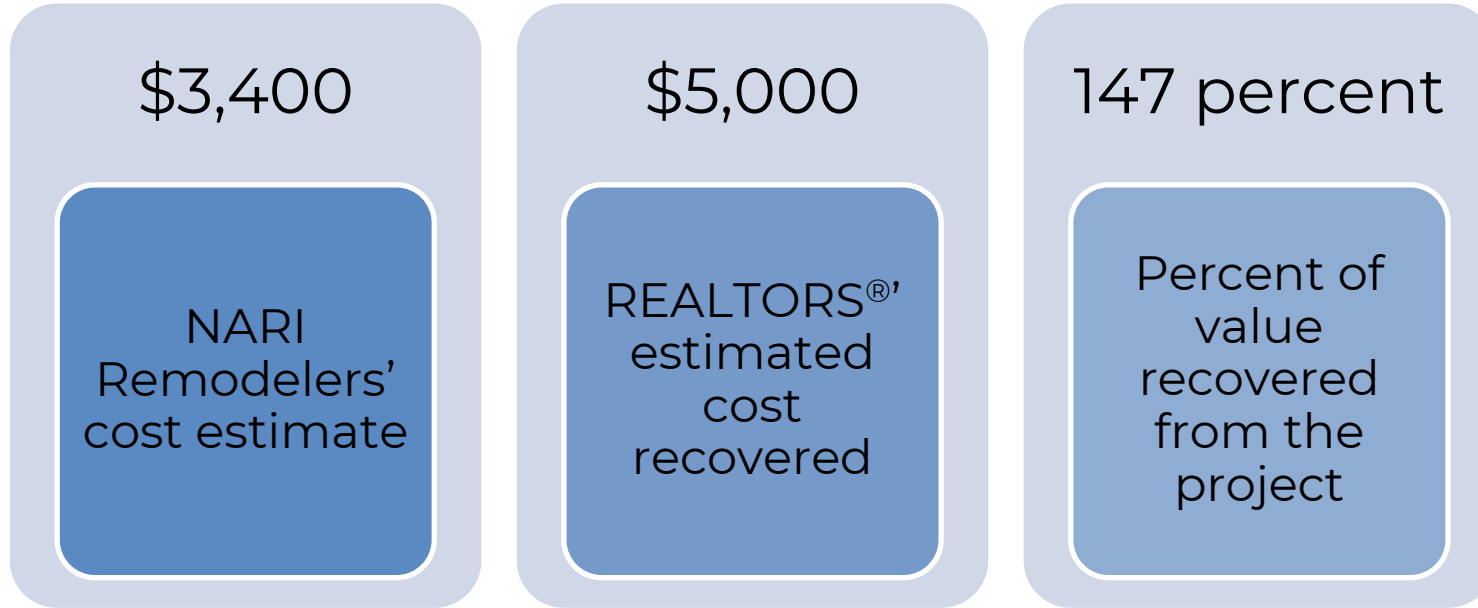 $3,400
NARI
Remodelers’
cost estimate
$5,000
REALTORS®’
estimated
cost
recovered
147 percent
Percent of
value
recovered
from the
project